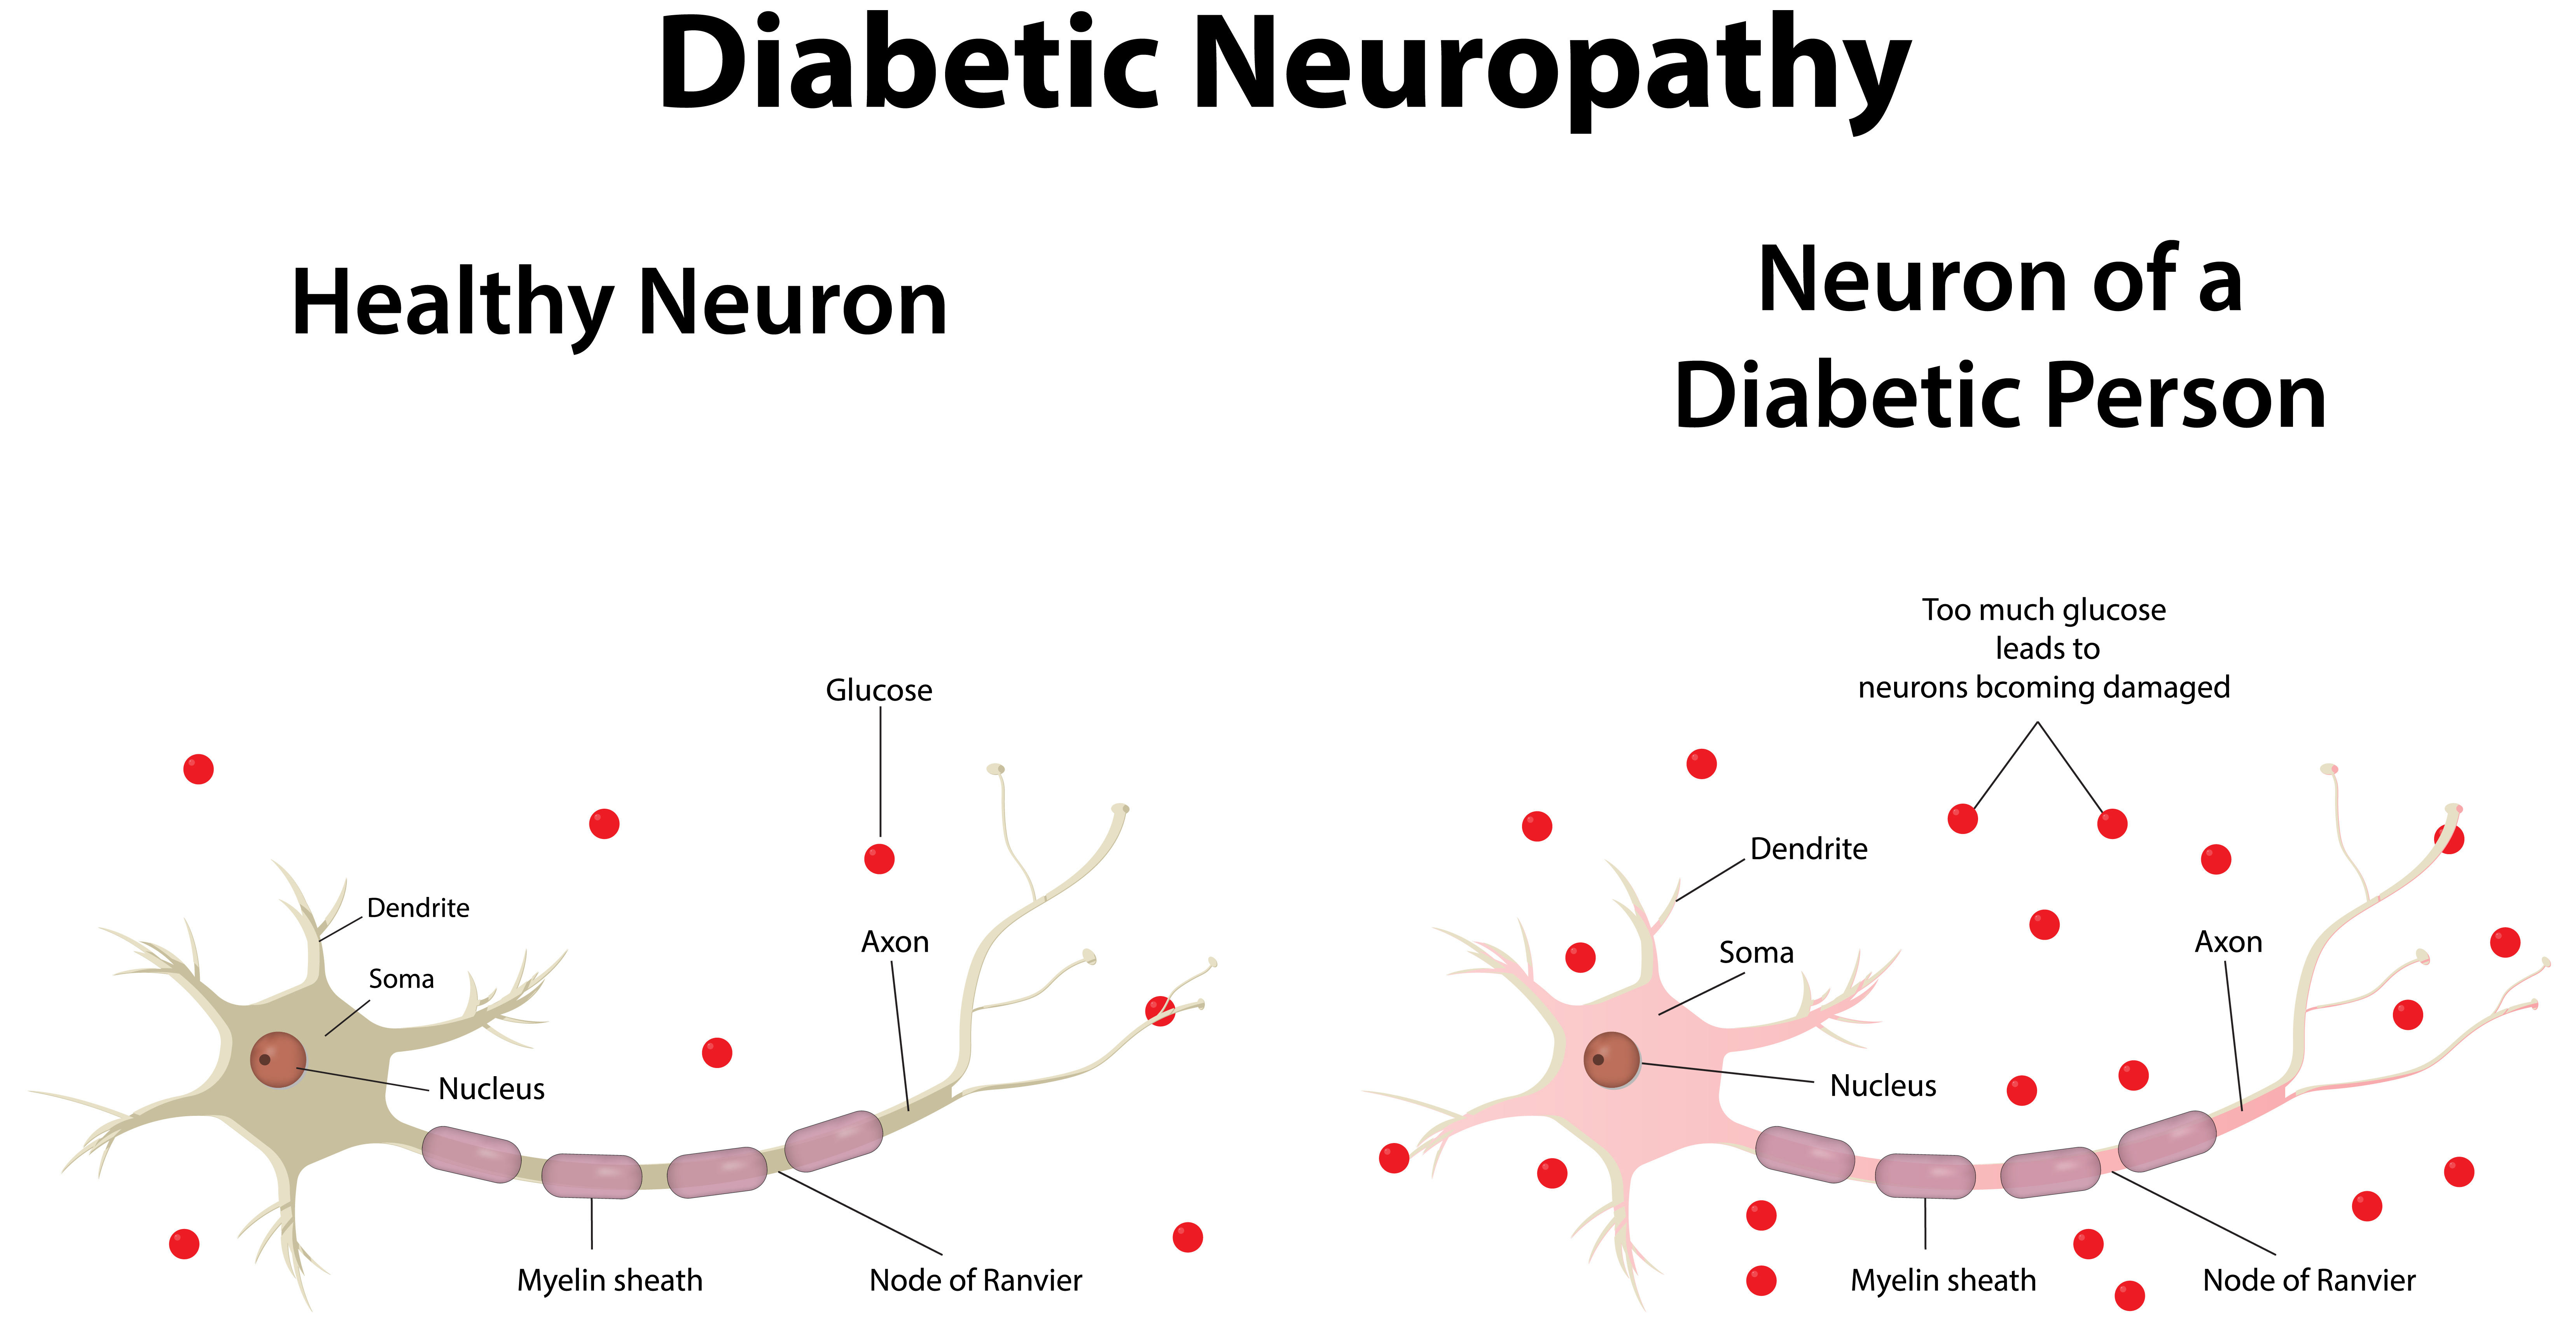 Diabetic Neuropathy
Healthy Neuron
Glucose
Dendrite
Axon
Soma
Nucleus
Myelin sheath
Node of Ranvier
Neuron of a
Diabetic Person
Too much glucose
leads to
neurons bcoming damaged
Dendrite
Axon
Soma
Nucleus
Myelin sheath
Node of Ranvier